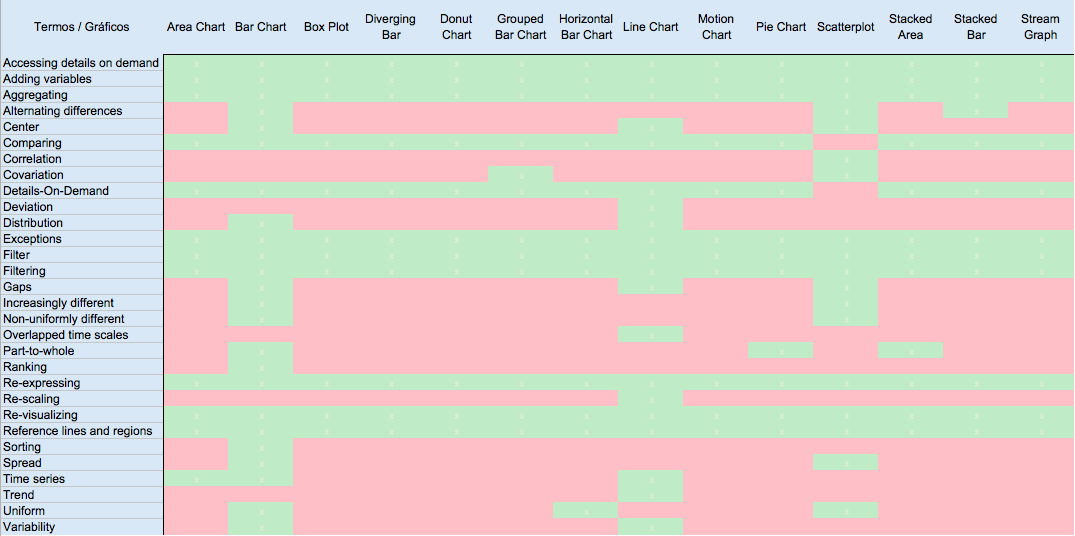 Termos / Gráficos Area Chart Bar Chart Box Plot Diverging Bar Donut Chart Grouped Bar Chart Horizontal Bar Chart Line Chart Motion Chart Pie Chart Scatterplot Stacked Area Stacked Bar Stream Graph
Accessing details on demand x x x x x x x x x x x x x x
Adding variables x x x x x x x x x x x x x x
Aggregating x x x x x x x x x x x x x x
Alternating differences x x x
Center x x x
Comparing x x x x x x x x x x x x x
Correlation x
Covariation x x
Details-On-Demand x x x x x x x x x x x x x
Deviation x
Distribution x x
Exceptions x x x x x x x x x x x x x x
Filter x x x x x x x x x x x x x x
Filtering x x x x x x x x x x x x x x
Gaps x x x
Increasingly different x x
Non-uniformly different x x
Overlapped time scales x
Part-to-whole x x x
Ranking x
Re-expressing x x x x x x x x x x x x x x
Re-scaling x
Re-visualizing x x x x x x x x x x x x x x
Reference lines and regions x x x x x x x x x x x x x x
Sorting x
Spread x x
Time series x x x
Trend x
Uniform x x x
Variability x x